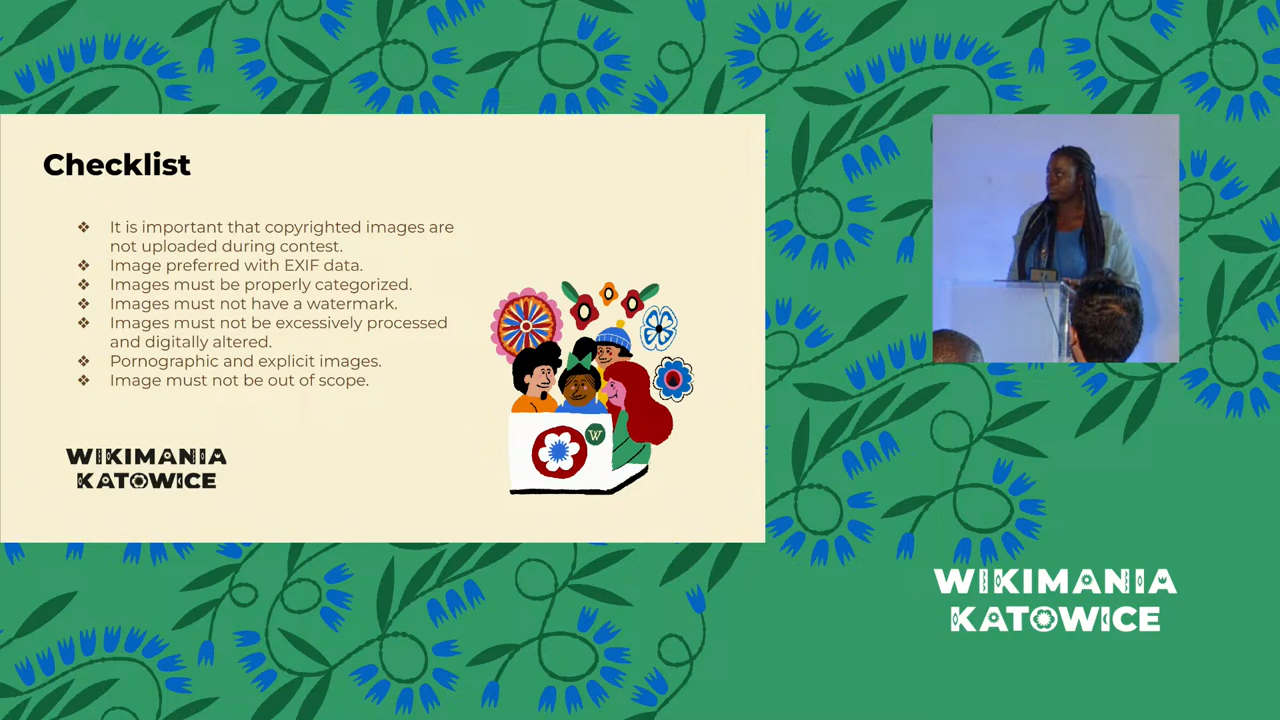 Checklist
❖ It is important that copyrighted images are
not uploaded during contest.
❖ Image preferred with EXIF data.
❖ Images must be properly categorized.
❖ Images must not have a watermark.
❖ Images must not be excessively processed
and digitally altered.
❖ Pornographic and explicit images.
❖ Image must not be out of scope.
W
WIKIMANIA
KATOWICE
WIKIMANIA
KATOWICE